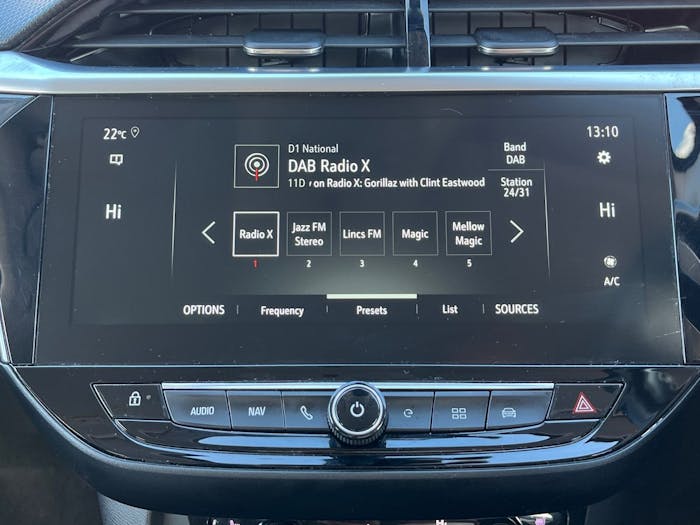 22°C
13:10
D1 National
DAB Radio X
11D on Radio X: Gorillaz with Clint Eastwood
Band
DAB
Station
24/31
Hi
Hi
Radio X
Jazz FM
Stereo
Lincs FM
Magic
Mellow
Magic
1
2
3
4
5
A/C
OPTIONS
Frequency
Presets
List
SOURCES
AUDIO
NAV
Hi